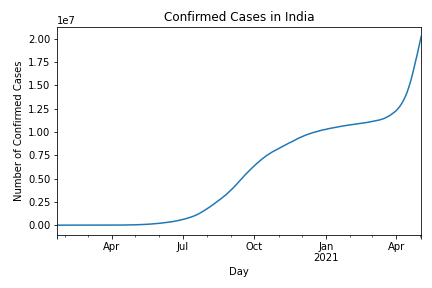 Confirmed Cases in India
1e7
2.00
1.75
1.50
1.25
1.00
0.75
0.50
0.25
0.00
Number of Confirmed Cases
Apr Jul Oct Jan Apr
2021
Day